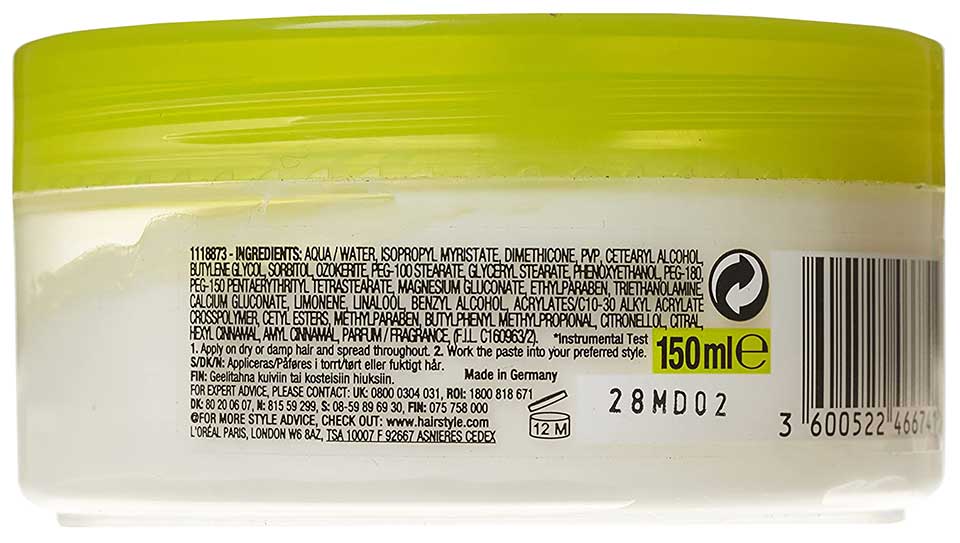 1118873 - INGREDIENTS: AQUA / WATER, ISOPROPYL MYRISTATE, DIMETHICONE, PVP, CETEARYL ALCOHOL,
BUTYLENE GLYCOL, SORBITOL, OZOKERITE, PEG-100 STEARATE, GLYCERYL STEARATE, PHENOXYETHANOL, PEG-180,
PEG-150 PENTAERYTHRITYL TETRASTEARATE, MAGNESIUM GLUCONATE, ETHYLPARABEN, TRIETHANOLAMINE,
CALCIUM GLUCONATE, LIMONENE, LINALOOL, BENZYL ALCOHOL, ACRYLATES/C10-30 ALKYL ACRYLATE
CROSSPOLYMER, CETYL ESTERS, METHYLPARABEN, BUTYLPHENYL METHYLPROPIONAL, CITRONELLOL, CITRAL,
HEXYL CINNAMAL, AMYL CINNAMAL, PARFUM / FRAGRANCE, (F.I.L. C160963/2). *Instrumental Test
1. Apply on dry or damp hair and spread throughout. 2. Work the paste into your preferred style.
S/DK/N: Appliceras/Påføres i torrt/tørt eller fuktigt hår.
FIN: Geelitahna kuiviin tai kosteisiin hiuksiin.
Made in Germany
FOR EXPERT ADVICE, PLEASE CONTACT: UK: 0800 0304 031, ROI: 1800 818 671
DK: 80 20 06 07, N: 815 59 299, S: 08-59 89 69 30, FIN: 075 758 000
@FOR MORE STYLE ADVICE, CHECK OUT: www.hairstyle.com
L'ORÉAL PARIS, LONDON W6 8AZ, TSA 10007 F 92667 ASNIERES CEDEX
12 M
150ml e
28MD02
3 600522 46674